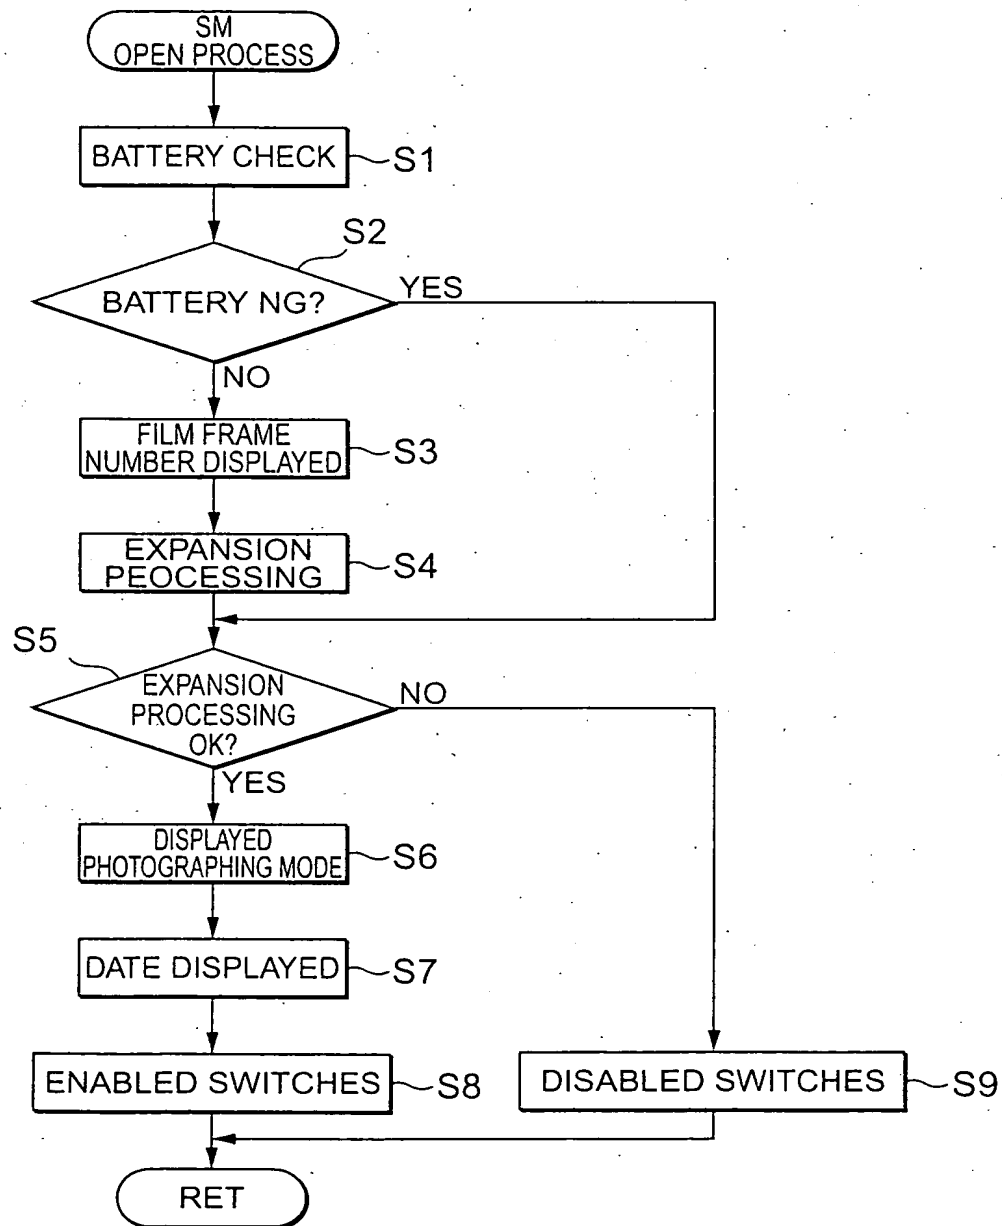 SM
OPEN PROCESS
BATTERY CHECK
S1
S2
BATTERY NG?
YES
NO
FILM FRAME
NUMBER DISPLAYED
S3
EXPANSION
PEOCESSING
S4
S5
EXPANSION
PROCESSING
OK?
NO
YES
DISPLAYED
PHOTOGRAPHING MODE
S6
DATE DISPLAYED
S7
ENABLED SWITCHES
S8
DISABLED SWITCHES
S9
RET